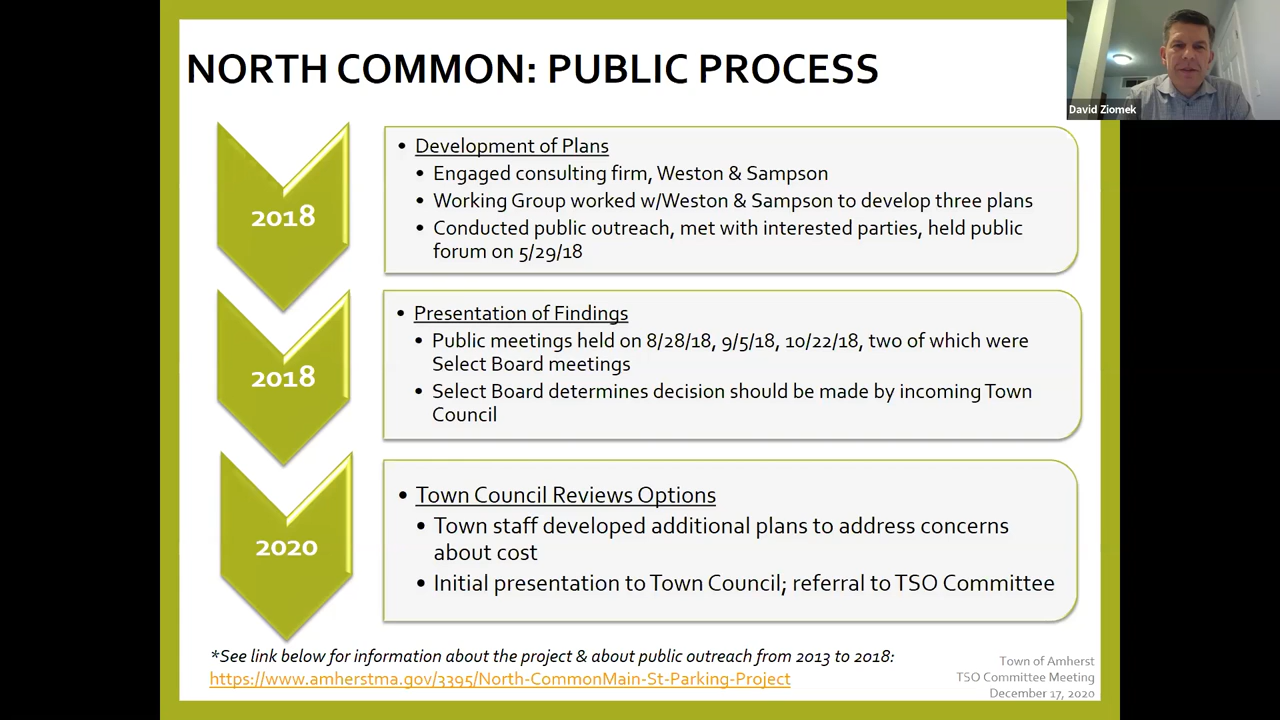 NORTH COMMON: PUBLIC PROCESS
David Ziomek
2018
• Development of Plans
• Engaged consulting firm, Weston & Sampson
• Working Group worked w/Weston & Sampson to develop three plans
• Conducted public outreach, met with interested parties, held public
forum on 5/29/18
2018
• Presentation of Findings
• Public meetings held on 8/28/18, 9/5/18, 10/22/18, two of which were
Select Board meetings
• Select Board determines decision should be made by incoming Town
Council
2020
• Town Council Reviews Options
• Town staff developed additional plans to address concerns
about cost
• Initial presentation to Town Council; referral to TSO Committee
*See link below for information about the project & about public outreach from 2013 to 2018:
https://www.amherstma.gov/3395/North-CommonMain-St-Parking-Project
Town of Amherst
TSO Committee Meeting
December 17, 2020